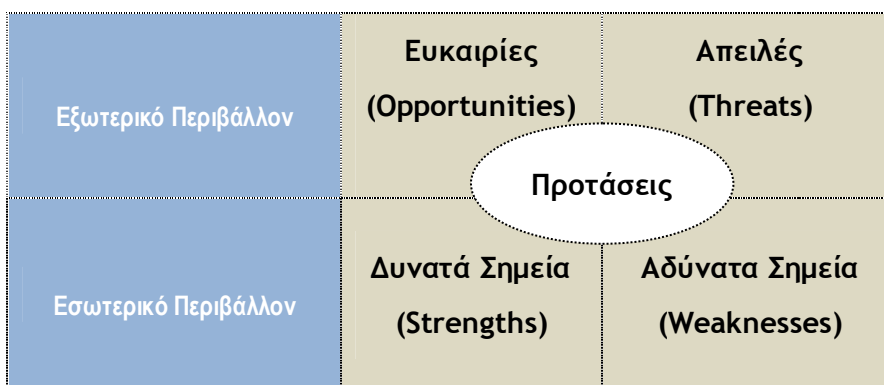 Ευκαιρίες
(Opportunities)
Απειλές
(Threats)
Εξωτερικό Περιβάλλον
Προτάσεις
Δυνατά Σημεία
(Strengths)
Αδύνατα Σημεία
(Weaknesses)
Εσωτερικό Περιβάλλον